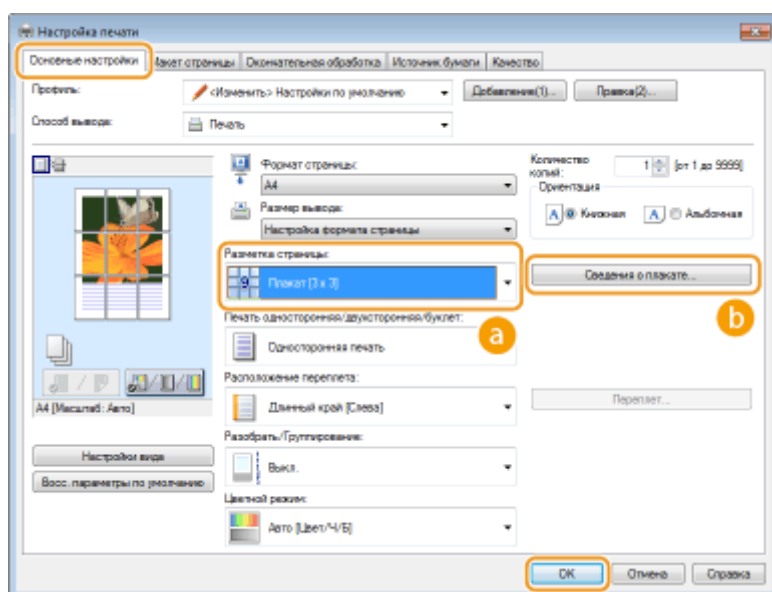 Настройка печати
Основные настройки Макет страницы Окончательная обработка Источник бумаги Качество
Профиль: <Изменить> Настройки по умолчанию Добавление(1)... Правка(2)...
Способ вывода: Печать
Формат страницы:
A4
Размер вывода:
Настройка формата страницы
Количество копий: 1 [от 1 до 9999]
Ориентация
A Книжная A Альбомная
Разметка страницы:
9 Плакат [3 x 3]
Сведения о плакате...
a
b
Печать односторонняя/двухсторонняя/буклет:
Односторонняя печать
A4 [Масштаб: Авто]
Расположение переплета:
Длинный край [Слева]
Переплет...
Настройки вида
Восс. параметры по умолчанию
Разобрать/Группирование:
Выкл.
Цветной режим:
Авто [Цвет/Ч/Б]
OK Отмена Справка